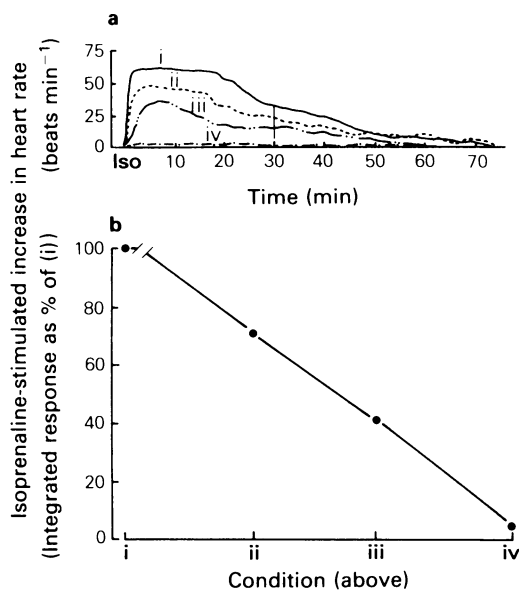 Isoprenaline-stimulated increase in heart rate
a
(beats min⁻¹)
75
50
25
0
i
ii
iii
iv
Iso
10 20 30 40 50 60 70
Time (min)
b
(Integrated response as % of (i))
100
80
60
40
20
0
i ii iii iv
Condition (above)